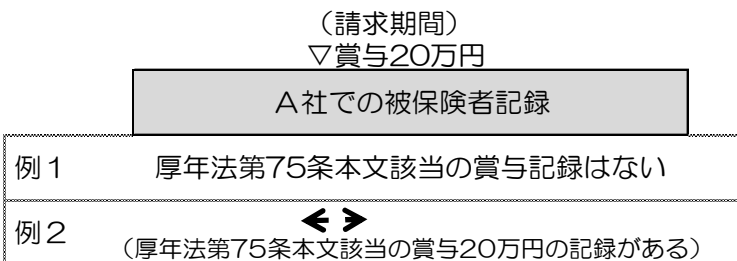 （請求期間）
▽賞与20万円
A社での被保険者記録
例１ 厚年法第75条本文該当の賞与記録はない
例２
（厚年法第75条本文該当の賞与20万円の記録がある）